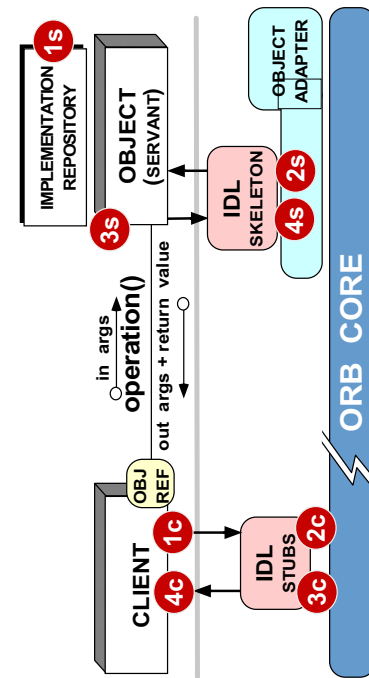 1s
IMPLEMENTATION
REPOSITORY
OBJECT
(SERVANT)
3s
in args
operation()
out args + return value
OBJ
REF
CLIENT
1c
4c
IDL
SKELETON
2s
4s
OBJECT
ADAPTER
IDL
STUBS
2c
3c
ORB CORE